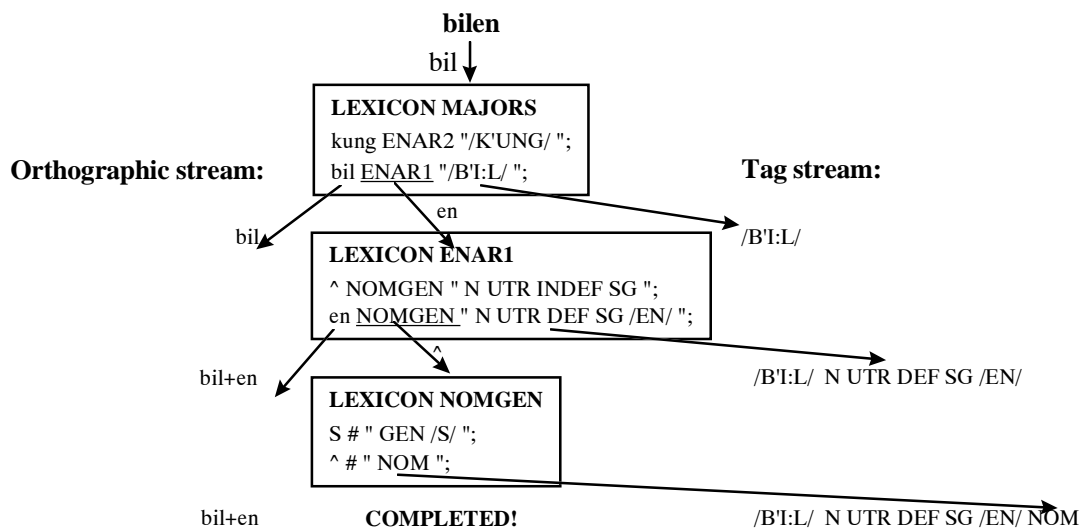 bilen
bil
LEXICON MAJORS
kung ENAR2 "/K'UNG/ ";
Orthographic stream:
bil ENAR1 "/B'I:L/ ";
Tag stream:
en
bil
/B'I:L/
LEXICON ENAR1
^ NOMGEN " N UTR INDEF SG ";
en NOMGEN " N UTR DEF SG /EN/ ";
^
bil+en
/B'I:L/ N UTR DEF SG /EN/
LEXICON NOMGEN
S # " GEN /S/ ";
^ # " NOM ";
bil+en
COMPLETED!
/B'I:L/ N UTR DEF SG /EN/ NOM